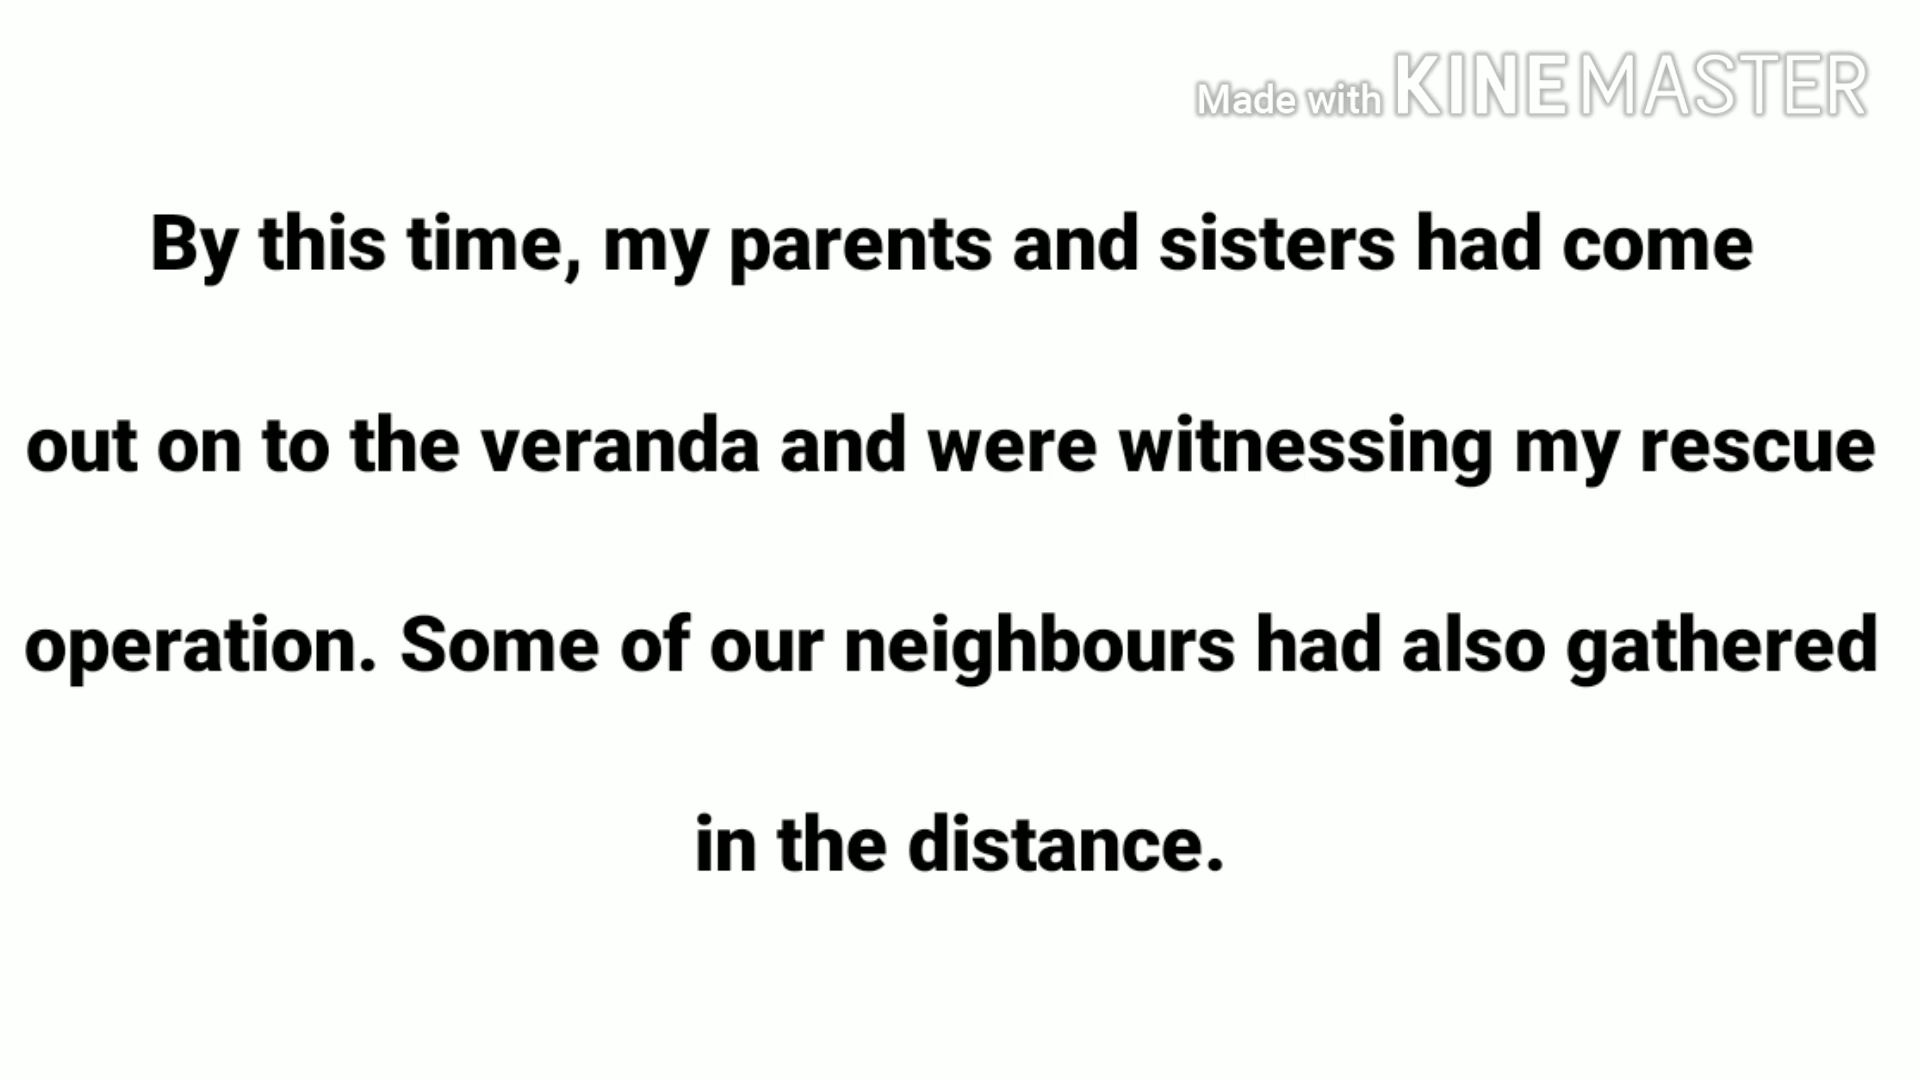 Made with KINEMASTER
By this time, my parents and sisters had come
out on to the veranda and were witnessing my rescue
operation. Some of our neighbours had also gathered
in the distance.